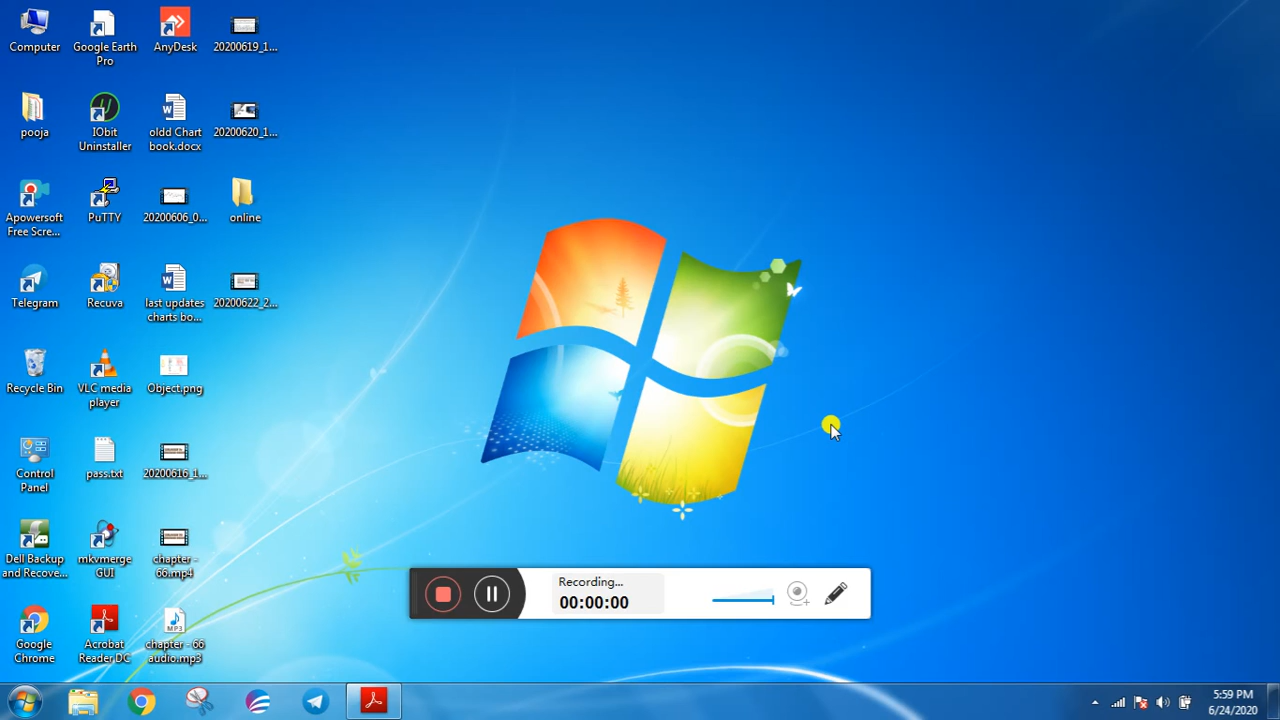 Computer
Google Earth
Pro
AnyDesk
20200619_1...
pooja
IObit
Uninstaller
oldd Chart
book.docx
20200620_1...
Apowersoft
Free Scre...
PuTTY
20200606_0...
online
Telegram
Recuva
last updates
charts bo...
20200622_2...
Recycle Bin
VLC media
player
Object.png
Control
Panel
pass.txt
20200616_1...
Dell Backup
and Recove...
mkvmerge
GUI
chapter -
66.mp4
Google
Chrome
Acrobat
Reader DC
MP3
chapter - 66
audio.mp3
Recording...
00:00:00
5:59 PM
6/24/2020